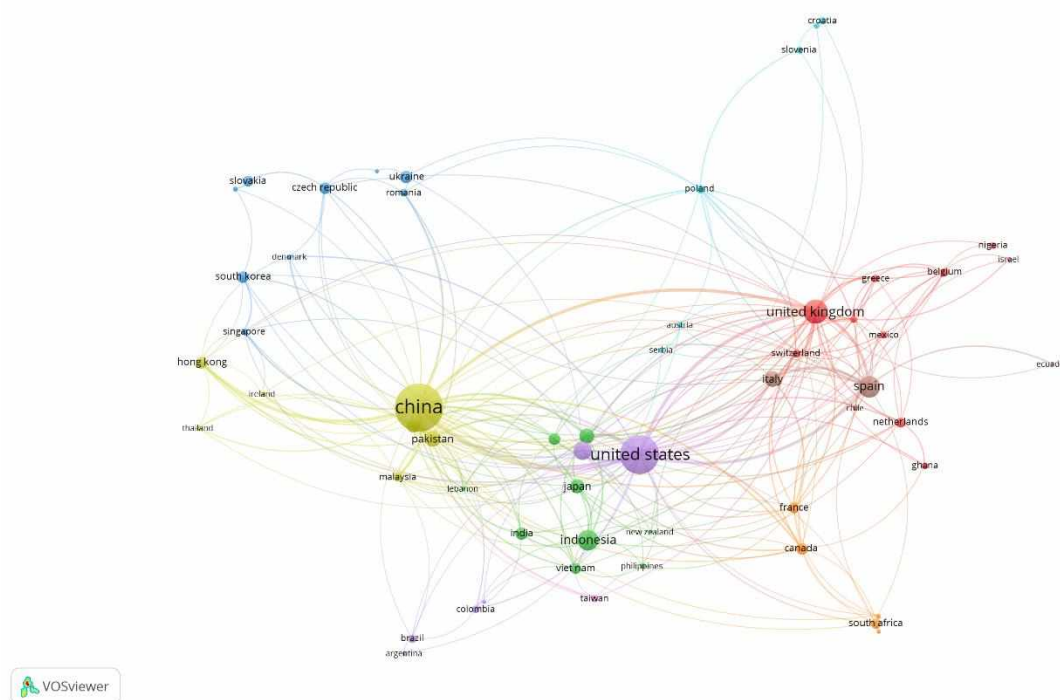 croatia
slovenia
slovakia
czech republic
ukraine
romania
poland
nigeria
israel
belgium
greece
denmark
south korea
united kingdom
singapore
austria
mexico
serbia
switzerland
hong kong
ecuad
italy
spain
ireland
china
chile
netherlands
thailand
pakistan
united states
ghana
malaysia
lebanon
japan
france
india
indonesia
new zealand
canada
viet nam
philippines
taiwan
colombia
south africa
brazil
argentina
VOSviewer